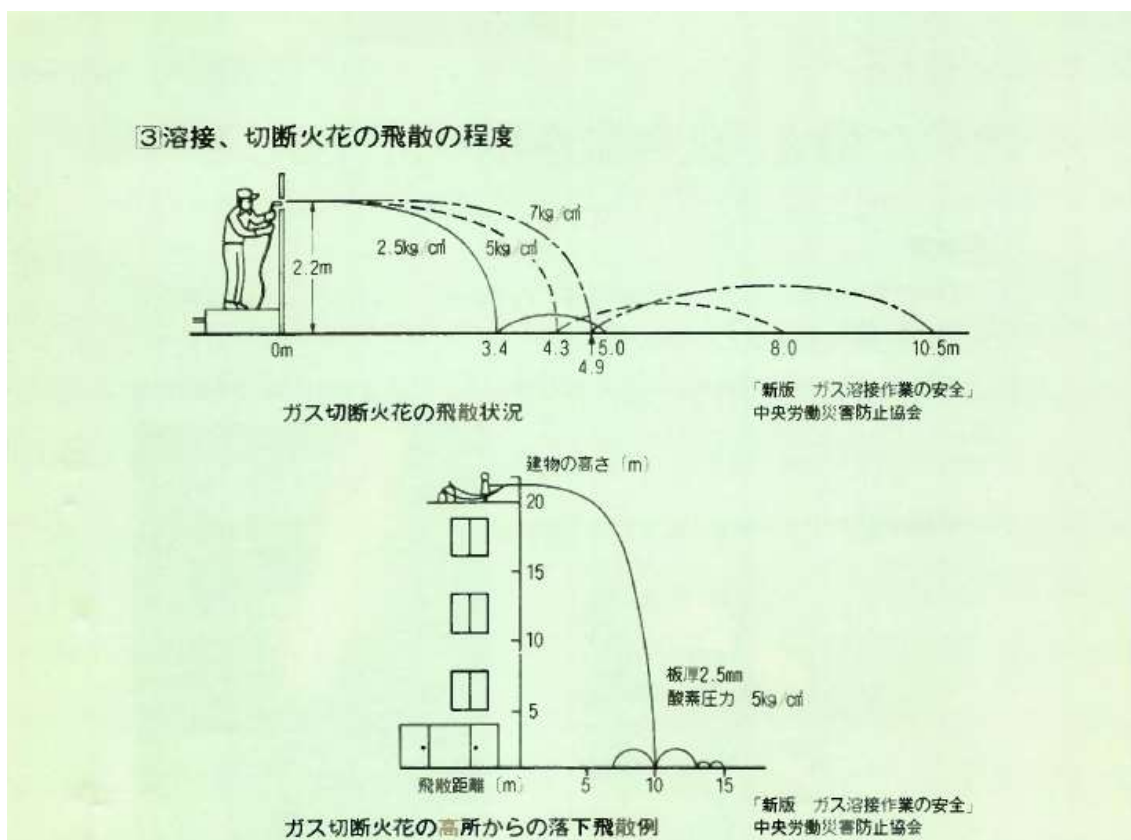 ③溶接、切断火花の飛散の程度
7kg/cm²
2.5kg/cm²
5kg/cm²
2.2m
0m
3.4
4.3
5.0
8.0
10.5m
4.9
ガス切断火花の飛散状況
「新版 ガス溶接作業の安全」
中央労働災害防止協会
建物の高さ(m)
20
15
10
5
板厚2.5mm
酸素圧力 5kg/cm²
飛散距離(m)
5
10
15
ガス切断火花の高所からの落下飛散例
「新版 ガス溶接作業の安全」
中央労働災害防止協会